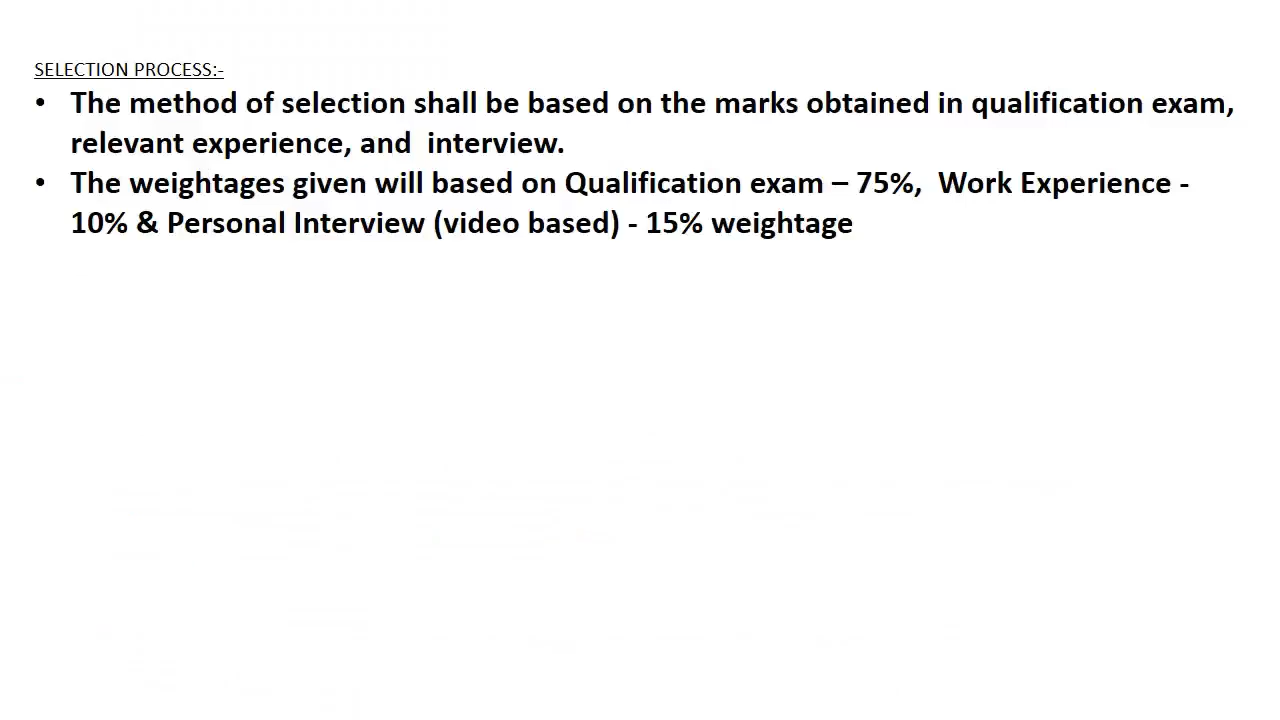 SELECTION PROCESS:-
• The method of selection shall be based on the marks obtained in qualification exam,
relevant experience, and  interview.
• The weightages given will based on Qualification exam – 75%,  Work Experience -
10% & Personal Interview (video based) - 15% weightage